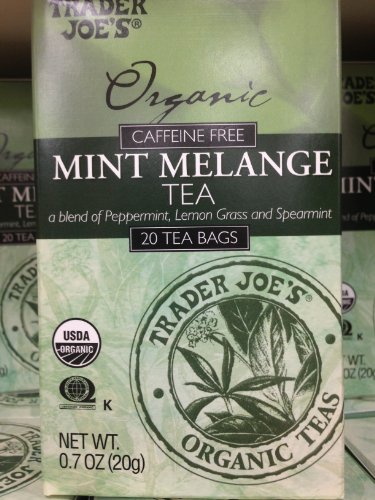 TRADER
JOE'S®
Organic
CAFFEINE FREE
MINT MELANGE
TEA
a blend of Peppermint, Lemon Grass and Spearmint
20 TEA BAGS
TRADER JOE'S®
ORGANIC TEAS
USDA
ORGANIC
K
NET WT.
0.7 OZ (20g)